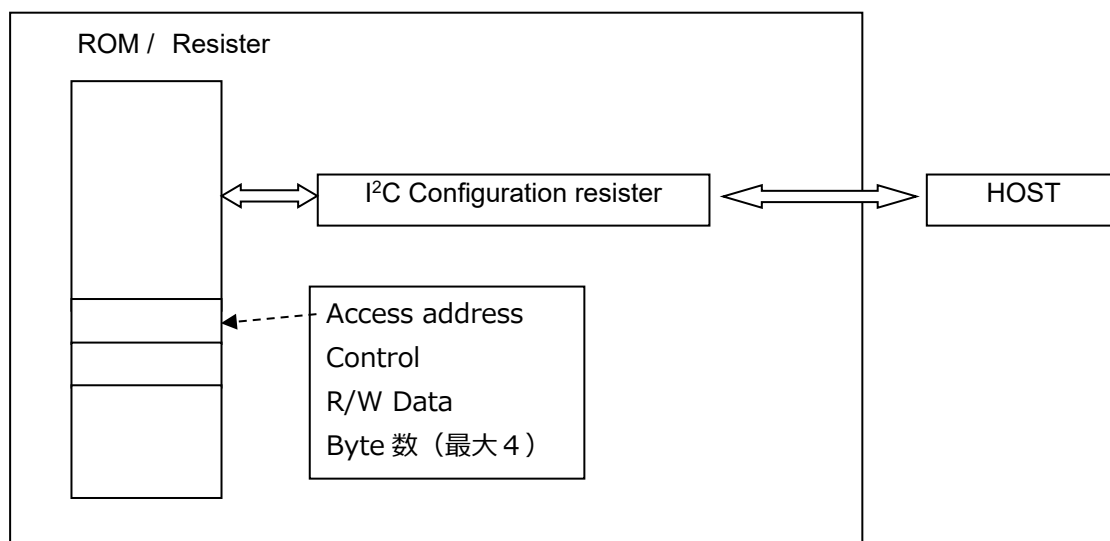 ROM / Resister
I²C Configuration resister
HOST
Access address
Control
R/W Data
Byte 数（最大４）